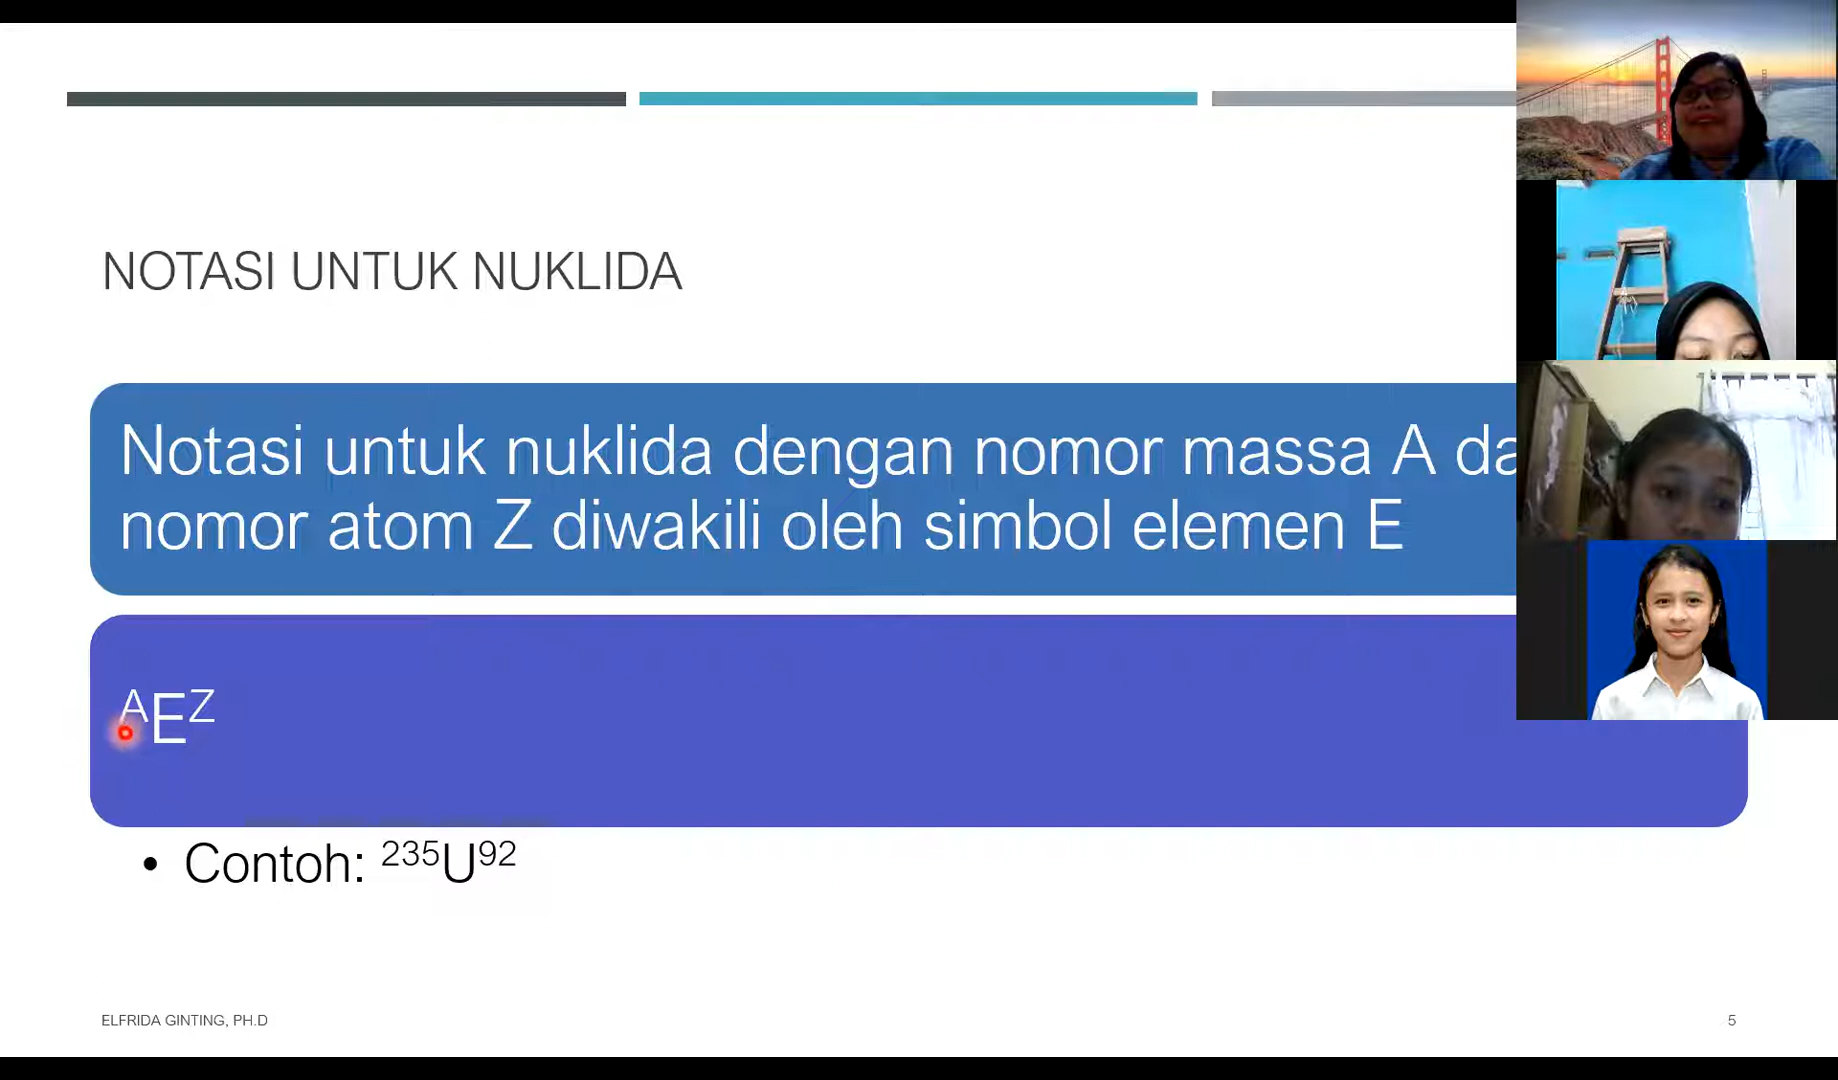 NOTASI UNTUK NUKLIDA
Notasi untuk nuklida dengan nomor massa A
nomor atom Z diwakili oleh simbol elemen E
ᴬEᶻ
• Contoh: ²³⁵U⁹²
ELFRIDA GINTING, PH.D
5